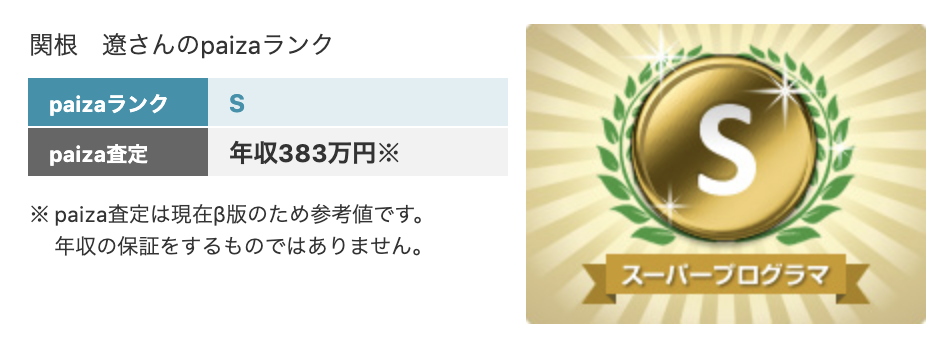 関根　遼さんのpaizaランク
paizaランク
S
paiza査定
年収383万円※
※ paiza査定は現在β版のため参考値です。
年収の保証をするものではありません。
S
スーパープログラマ